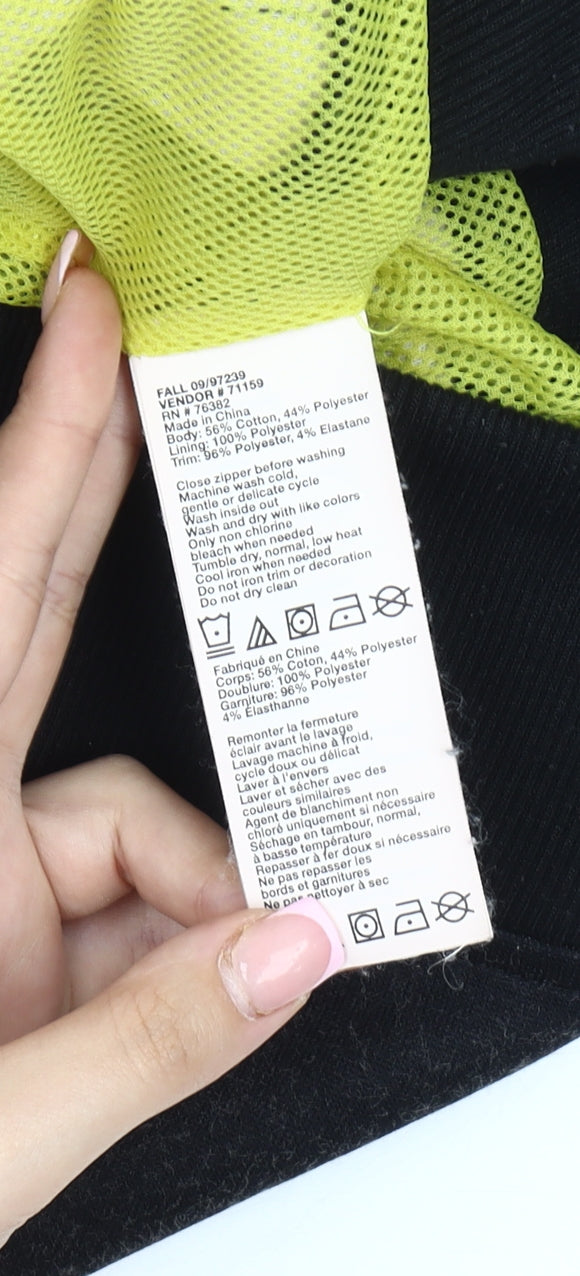 FALL 09/97239
VENDOR # 71159
RN # 76382
Made in China
Body: 56% Cotton, 44% Polyester
Lining: 100% Polyester
Trim: 96% Polyester, 4% Elastane
Close zipper before washing
Machine wash cold,
gentle or delicate cycle
Wash inside out
Wash and dry with like colors
Only non chlorine
bleach when needed
Tumble dry, normal, low heat
Cool iron when needed
Do not iron trim or decoration
Do not dry clean
Fabriqué en Chine
Corps: 56% Coton, 44% Polyester
Doublure: 100% Polyester
Garniture: 96% Polyester
4% Élasthanne
Remonter la fermeture
éclair avant le lavage
Lavage machine à froid,
cycle doux ou délicat
Laver à l'envers
Laver et sécher avec des
couleurs similaires
Agent de blanchiment non
chloré uniquement si nécessaire
Séchage en tambour, normal,
à basse température
Repasser à fer doux si nécessaire
Ne pas repasser les
bords et garnitures
Ne pas nettoyer à sec